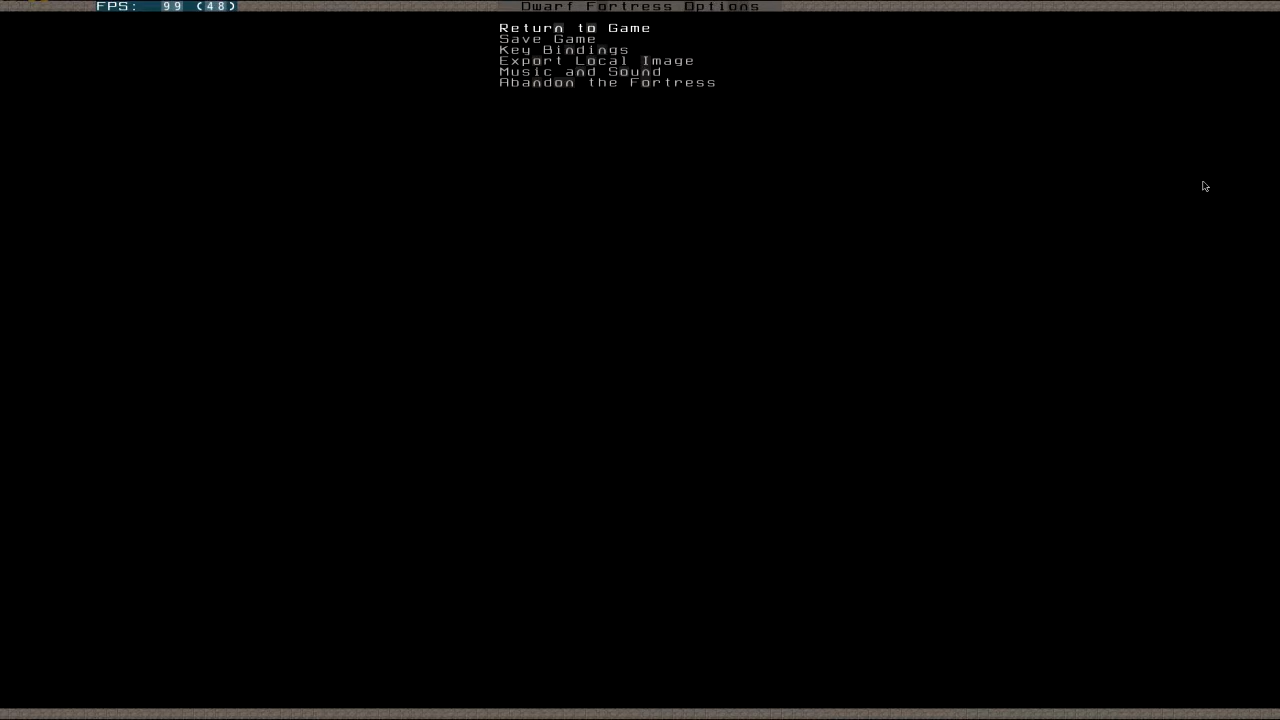 FPS: 99 (48) Dwarf Fortress Options
Return to Game
Save Game
Key Bindings
Export Local Image
Music and Sound
Abandon the Fortress